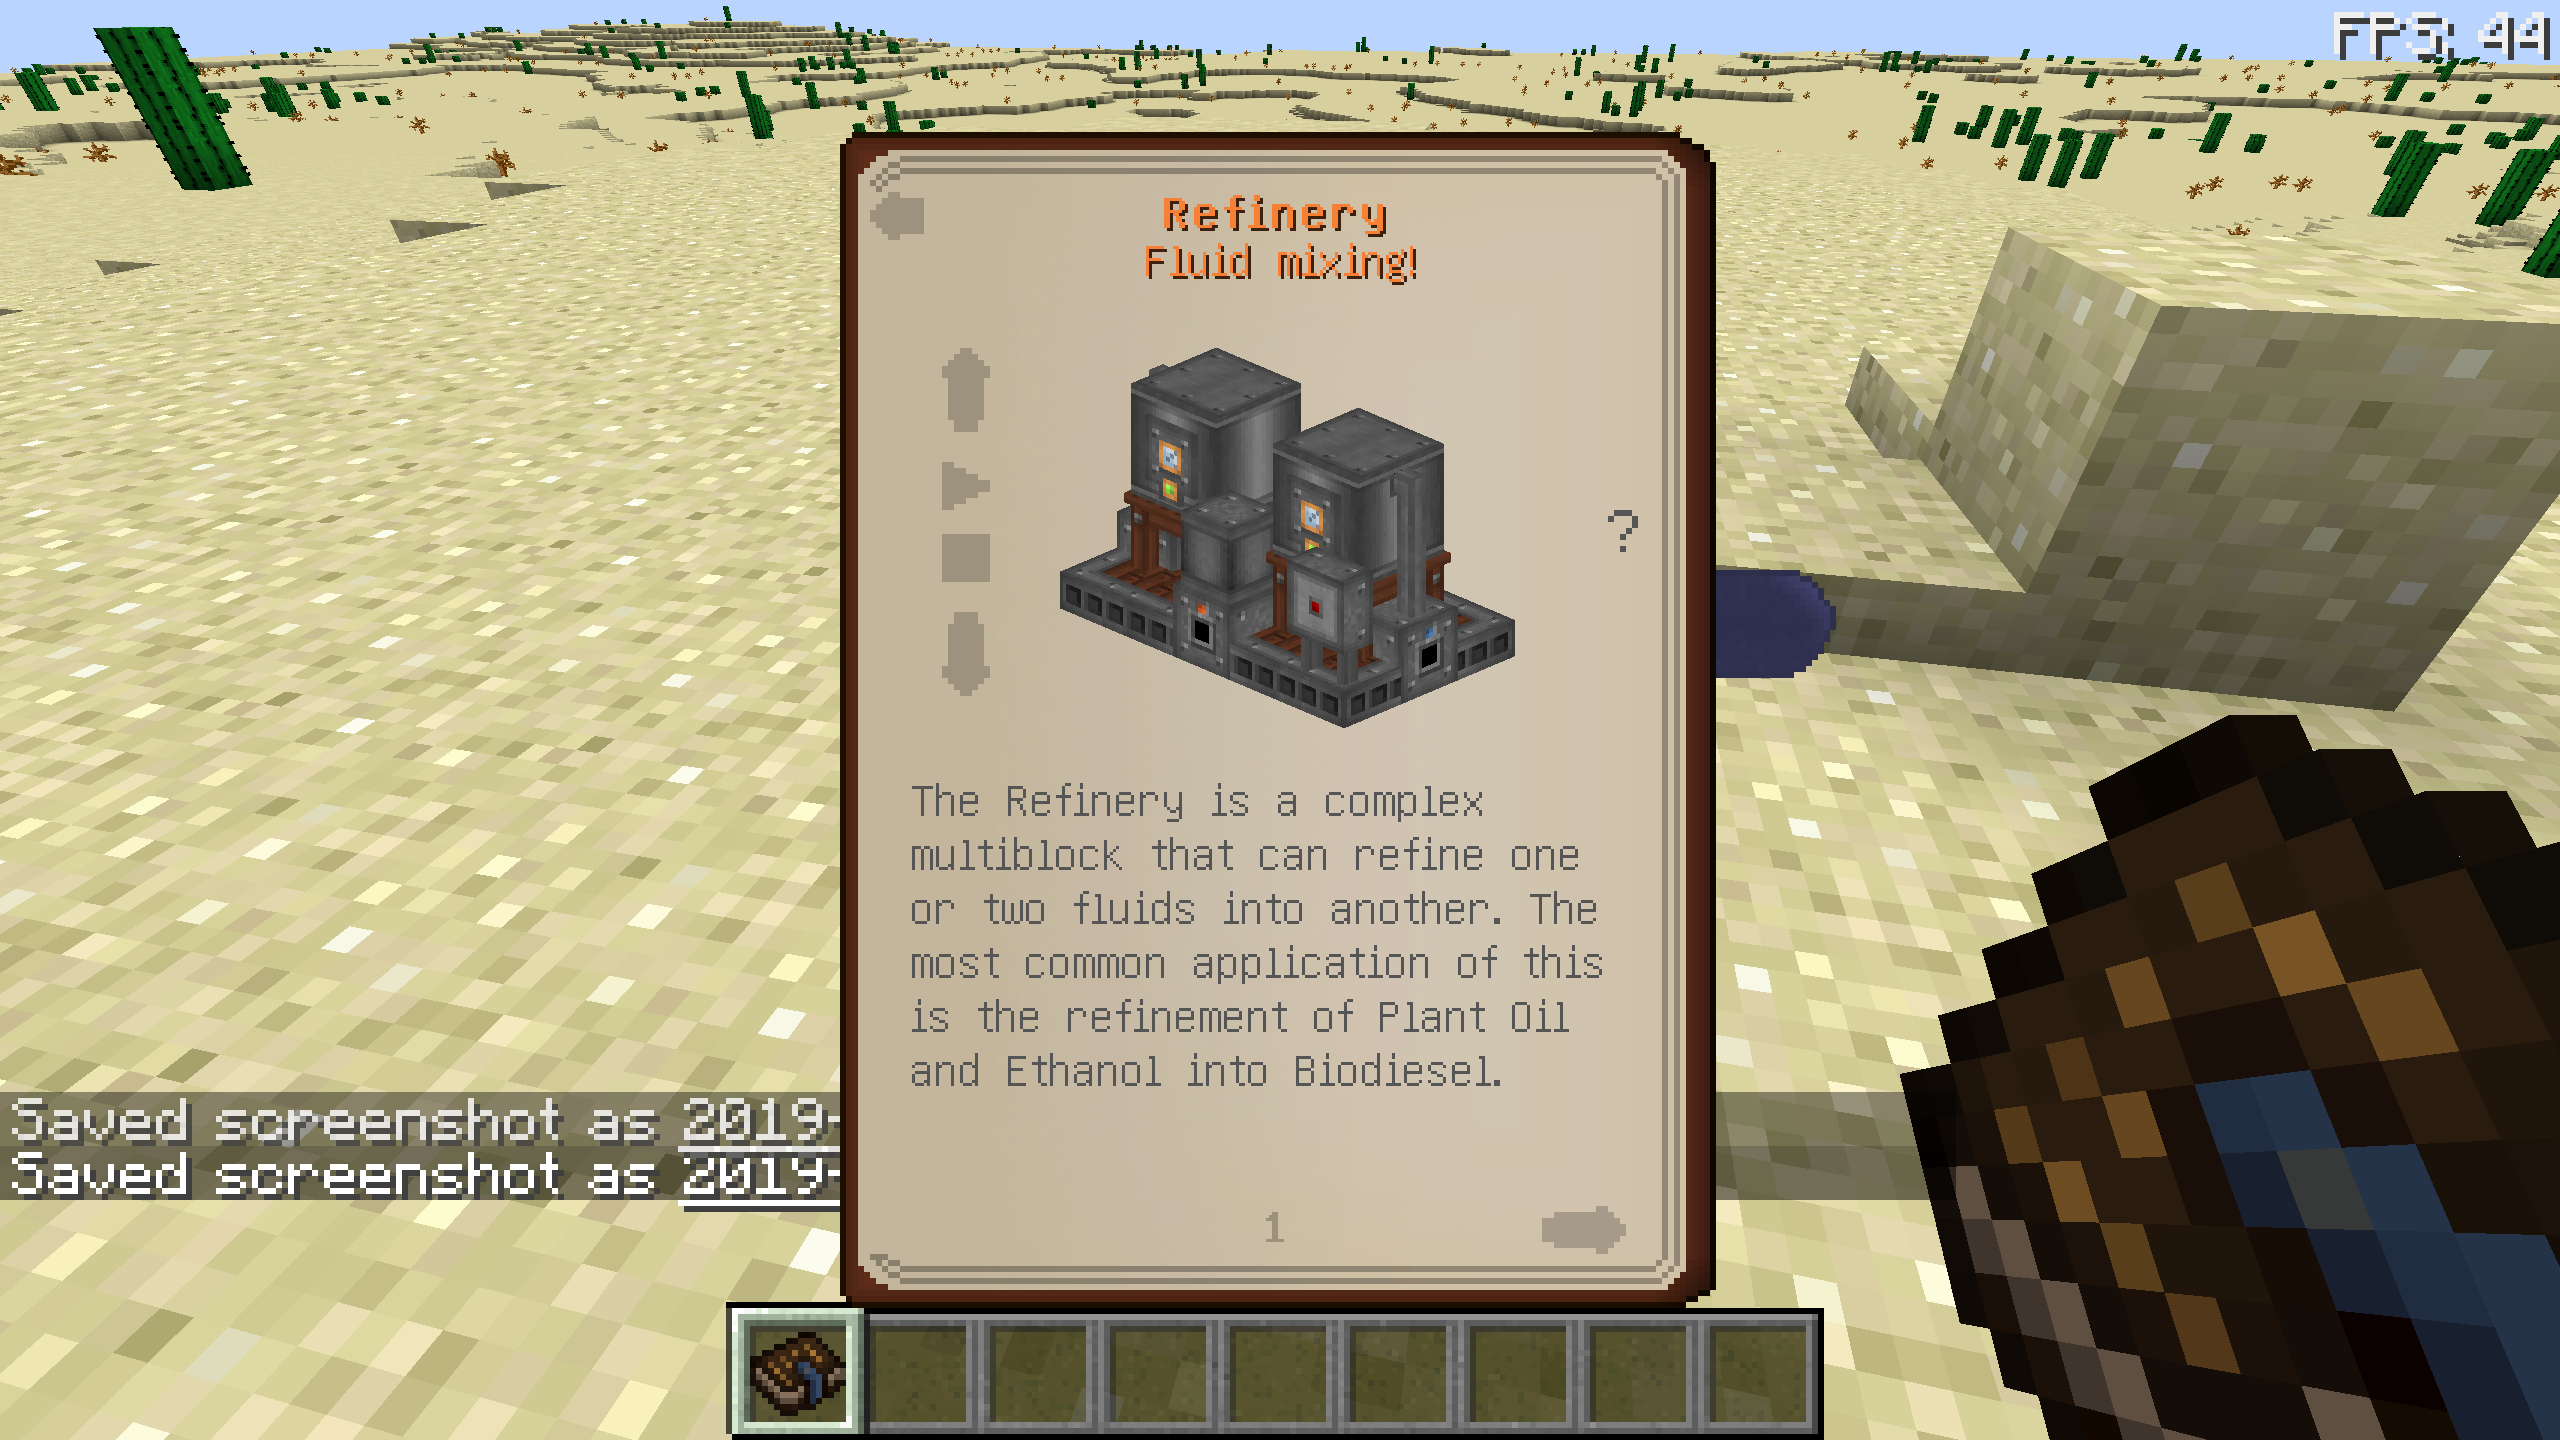 FPS: 44
Refinery
Fluid mixing!
?
The Refinery is a complex
multiblock that can refine one
or two fluids into another. The
most common application of this
is the refinement of Plant Oil
and Ethanol into Biodiesel.
Saved screenshot as 2019-
Saved screenshot as 2019-
1